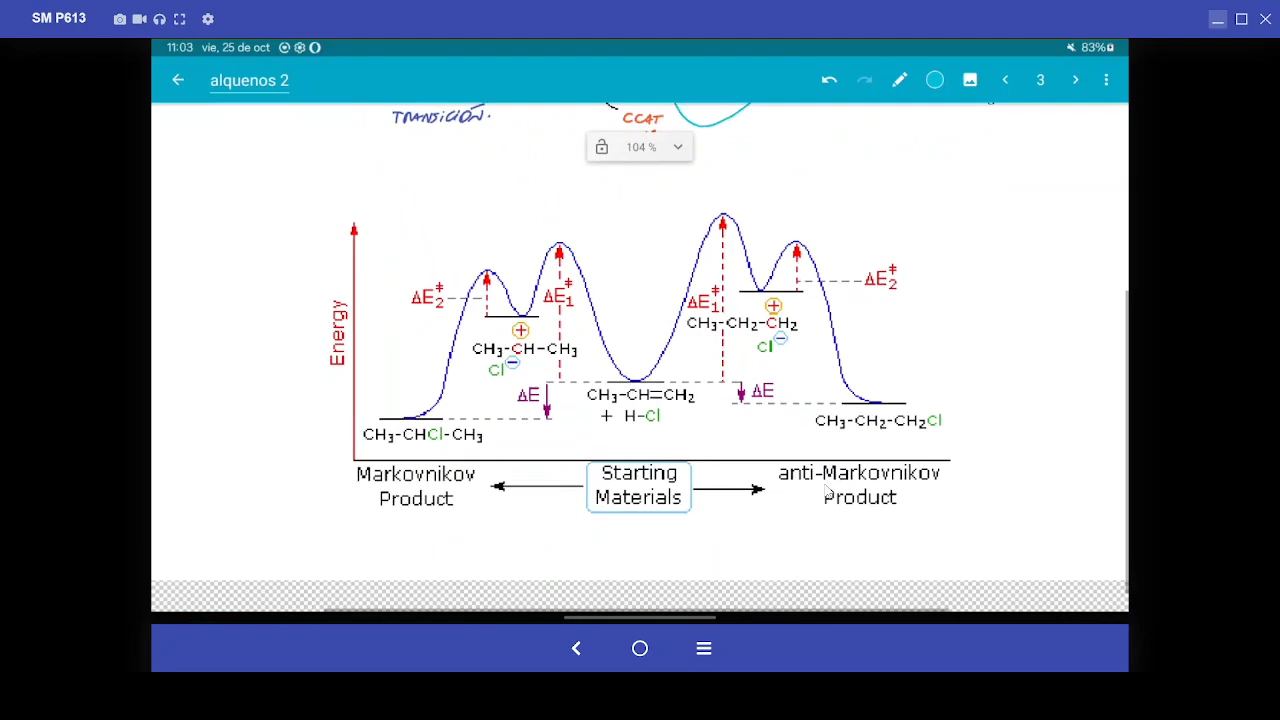 SM P613
11:03 vie, 25 de oct
83%
alquenos 2
3
TRANSICIÓN.
CCAT
104 %
Energy
ΔE2‡
ΔE1‡
ΔE1‡
ΔE2‡
⊕
CH3-CH-CH3
Cl⊖
⊕
CH3-CH2-CH2
Cl⊖
ΔE
ΔE
CH3-CH=CH2
+ H-Cl
CH3-CHCl-CH3
CH3-CH2-CH2Cl
Markovnikov
Product
Starting
Materials
anti-Markovnikov
Product